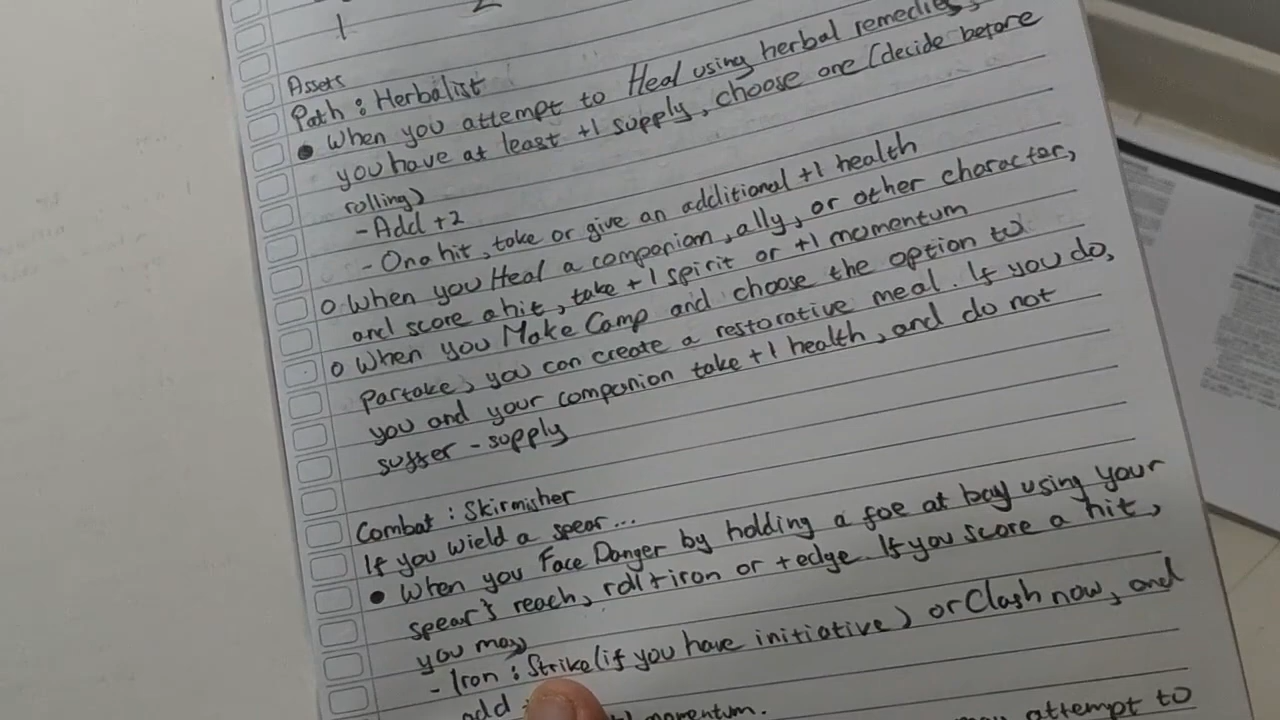 1 2
Assets
Path : Herbalist
● When you attempt to Heal using herbal remedies,
you have at least +1 supply, choose one (decide before
rolling)
- Add +2
- On a hit, take or give an additional +1 health
○ When you Heal a companion, ally, or other character,
and score a hit, take +1 spirit or +1 momentum
○ When you Make Camp and choose the option to
partake, you can create a restorative meal. If you do,
you and your companion take +1 health, and do not
suffer - supply
Combat : Skirmisher
If you wield a spear...
● When you Face Danger by holding a foe at bay using your
spear's reach, roll +iron or +edge. If you score a hit,
you may
- Iron : Strike (if you have initiative) or Clash now, and
add momentum.
attempt to